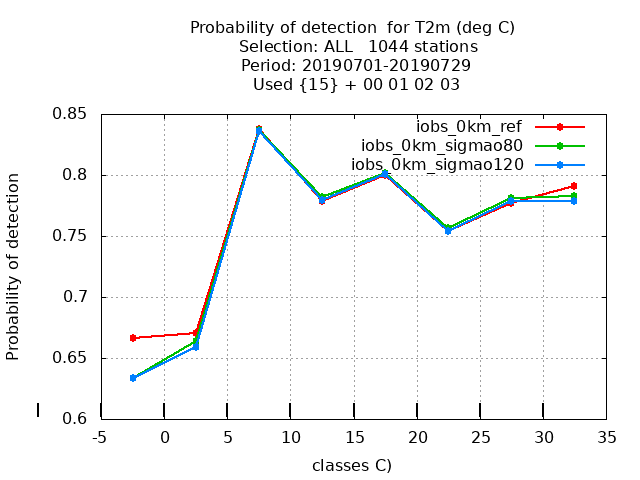 Probability of detection  for T2m (deg C)
Selection: ALL   1044 stations
Period: 20190701-20190729
Used {15} + 00 01 02 03
iobs_0km_ref
iobs_0km_sigmao80
iobs_0km_sigmao120
Probability of detection
0.85
0.8
0.75
0.7
0.65
0.6
-5 0 5 10 15 20 25 30 35
classes C)